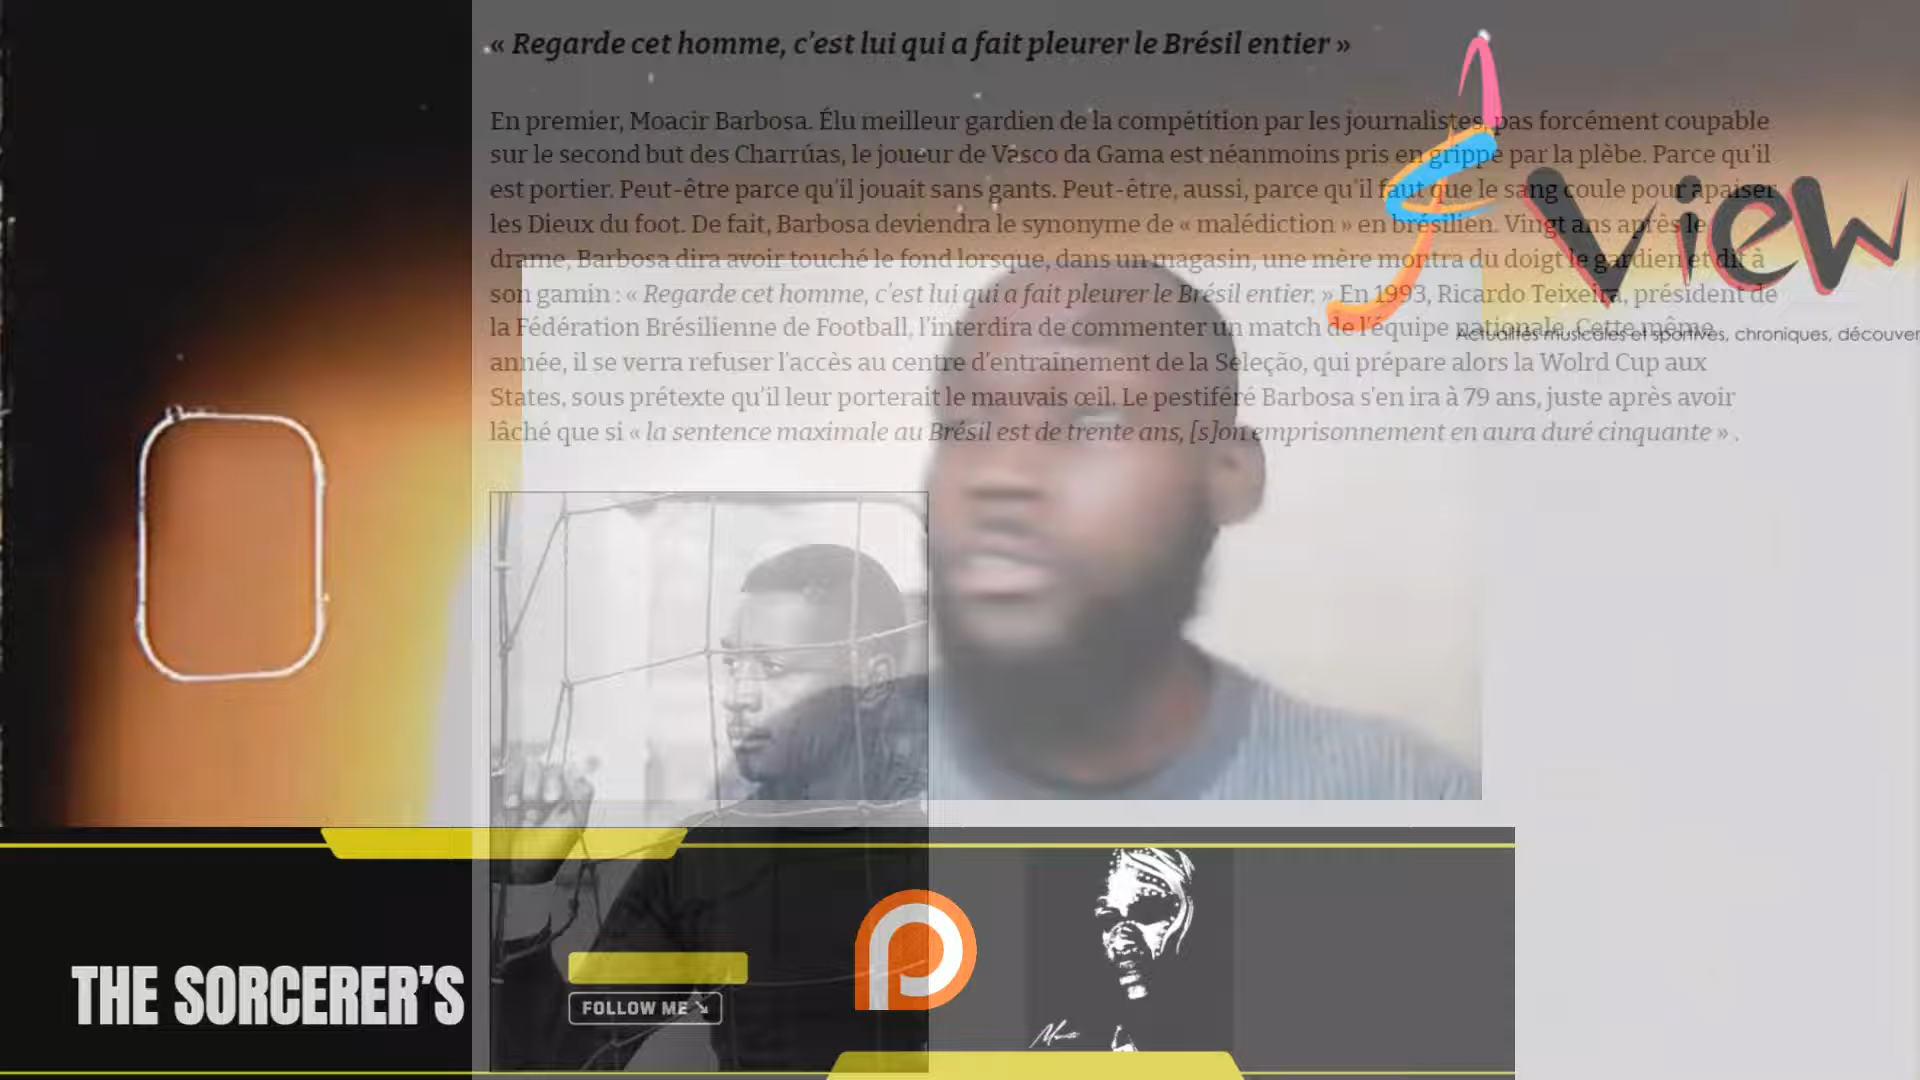 « Regarde cet homme, c'est lui qui a fait pleurer le Brésil entier »
En premier, Moacir Barbosa. Élu meilleur gardien de la compétition par les journalistes, pas forcément coupable
sur le second but des Charrúas, le joueur de Vasco da Gama est néanmoins pris en grippe par la plèbe. Parce qu'il
est portier. Peut-être parce qu'il jouait sans gants. Peut-être, aussi, parce qu'il faut que le sang coule pour apaiser
les Dieux du foot. De fait, Barbosa deviendra le synonyme de « malédiction » en brésilien. Vingt ans après le
drame, Barbosa dira avoir touché le fond lorsque, dans un magasin, une mère montra du doigt le gardien et dit à
son gamin : « Regarde cet homme, c'est lui qui a fait pleurer le Brésil entier. » En 1993, Ricardo Teixeira, président de
la Fédération Brésilienne de Football, l'interdira de commenter un match de l'équipe nationale. Cette même
année, il se verra refuser l'accès au centre d'entraînement de la Seleção, qui prépare alors la Wolrd Cup aux
States, sous prétexte qu'il leur porterait le mauvais œil. Le pestiféré Barbosa s'en ira à 79 ans, juste après avoir
lâché que si « la sentence maximale au Brésil est de trente ans, [s]on emprisonnement en aura duré cinquante » .
View
Actualités musicales et sportives, chroniques, découver
THE SORCERER'S
FOLLOW ME